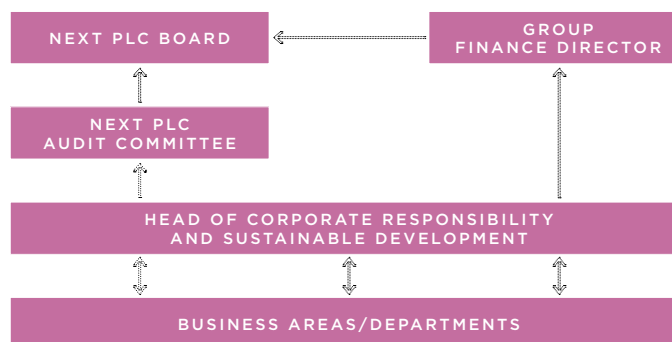 NEXT PLC BOARD
GROUP
FINANCE DIRECTOR
NEXT PLC
AUDIT COMMITTEE
HEAD OF CORPORATE RESPONSIBILITY
AND SUSTAINABLE DEVELOPMENT
BUSINESS AREAS/DEPARTMENTS